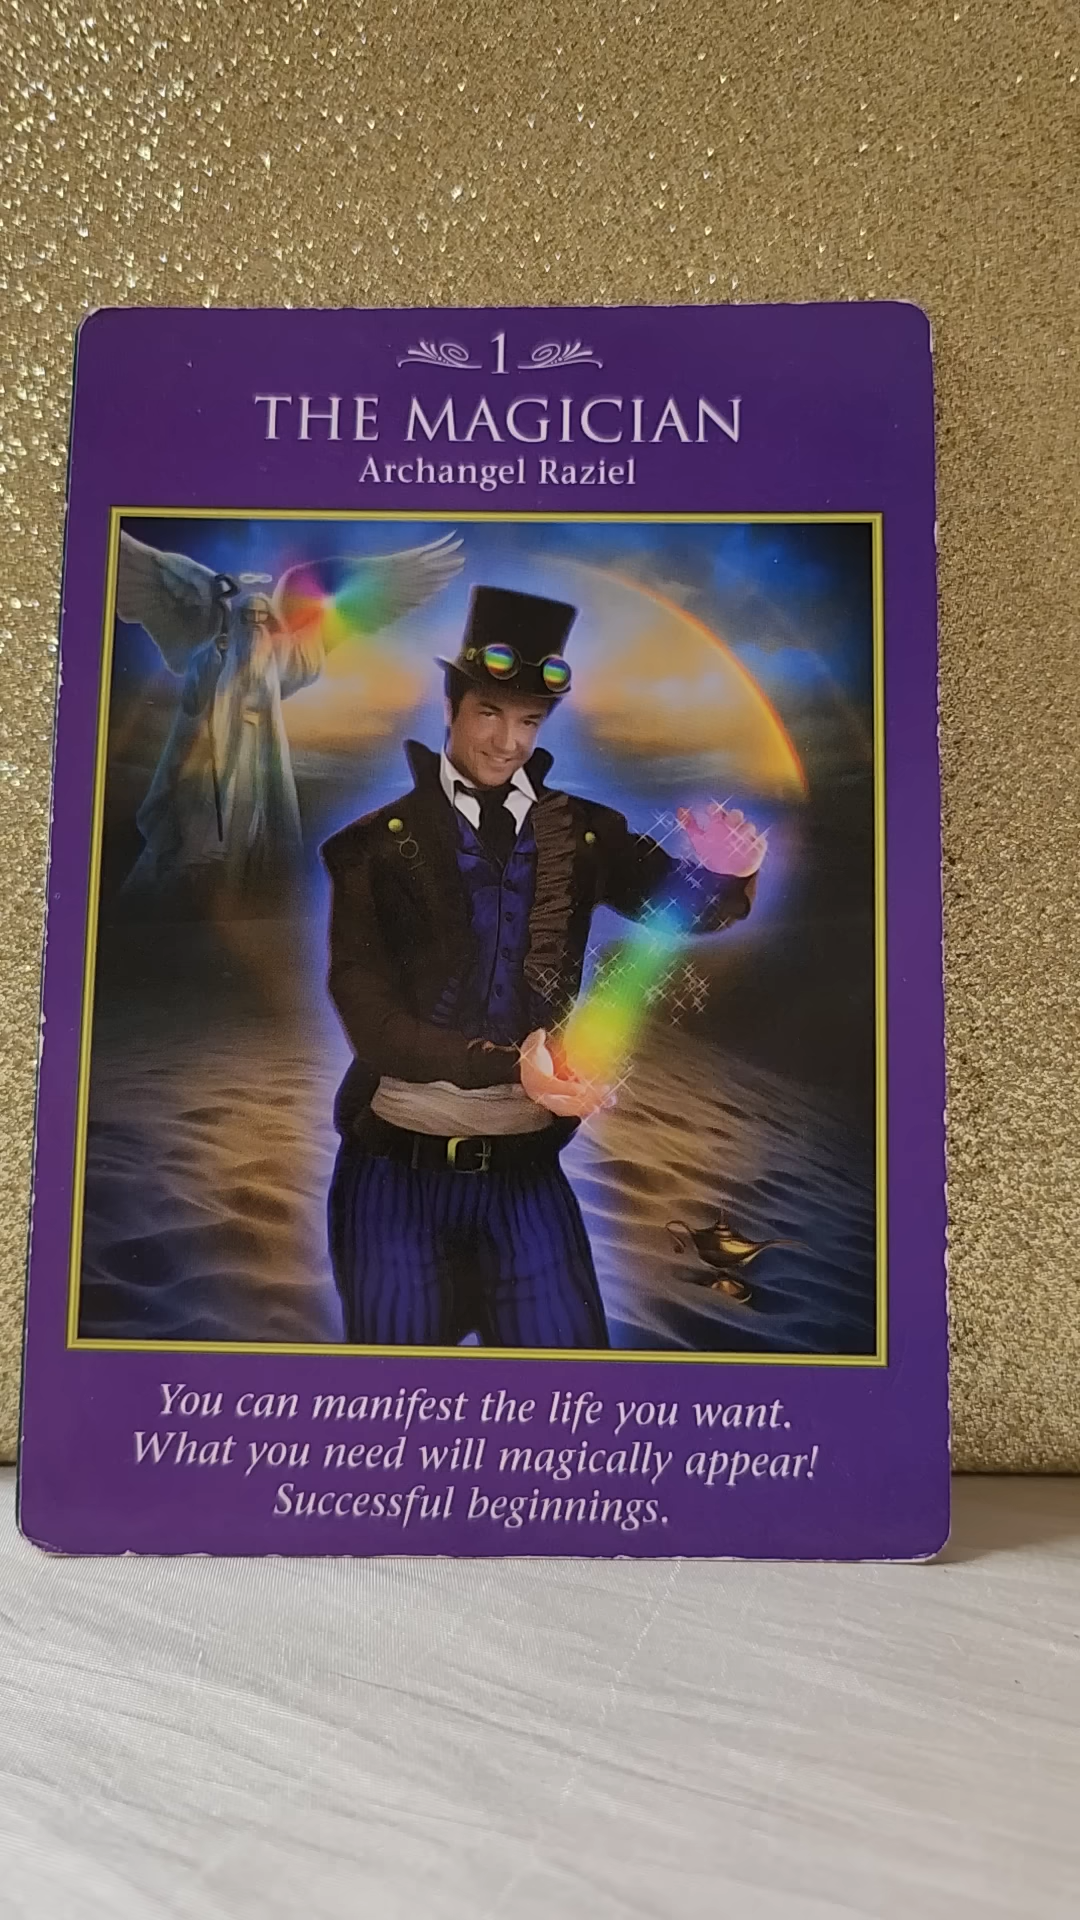 1
THE MAGICIAN
Archangel Raziel
You can manifest the life you want.
What you need will magically appear!
Successful beginnings.